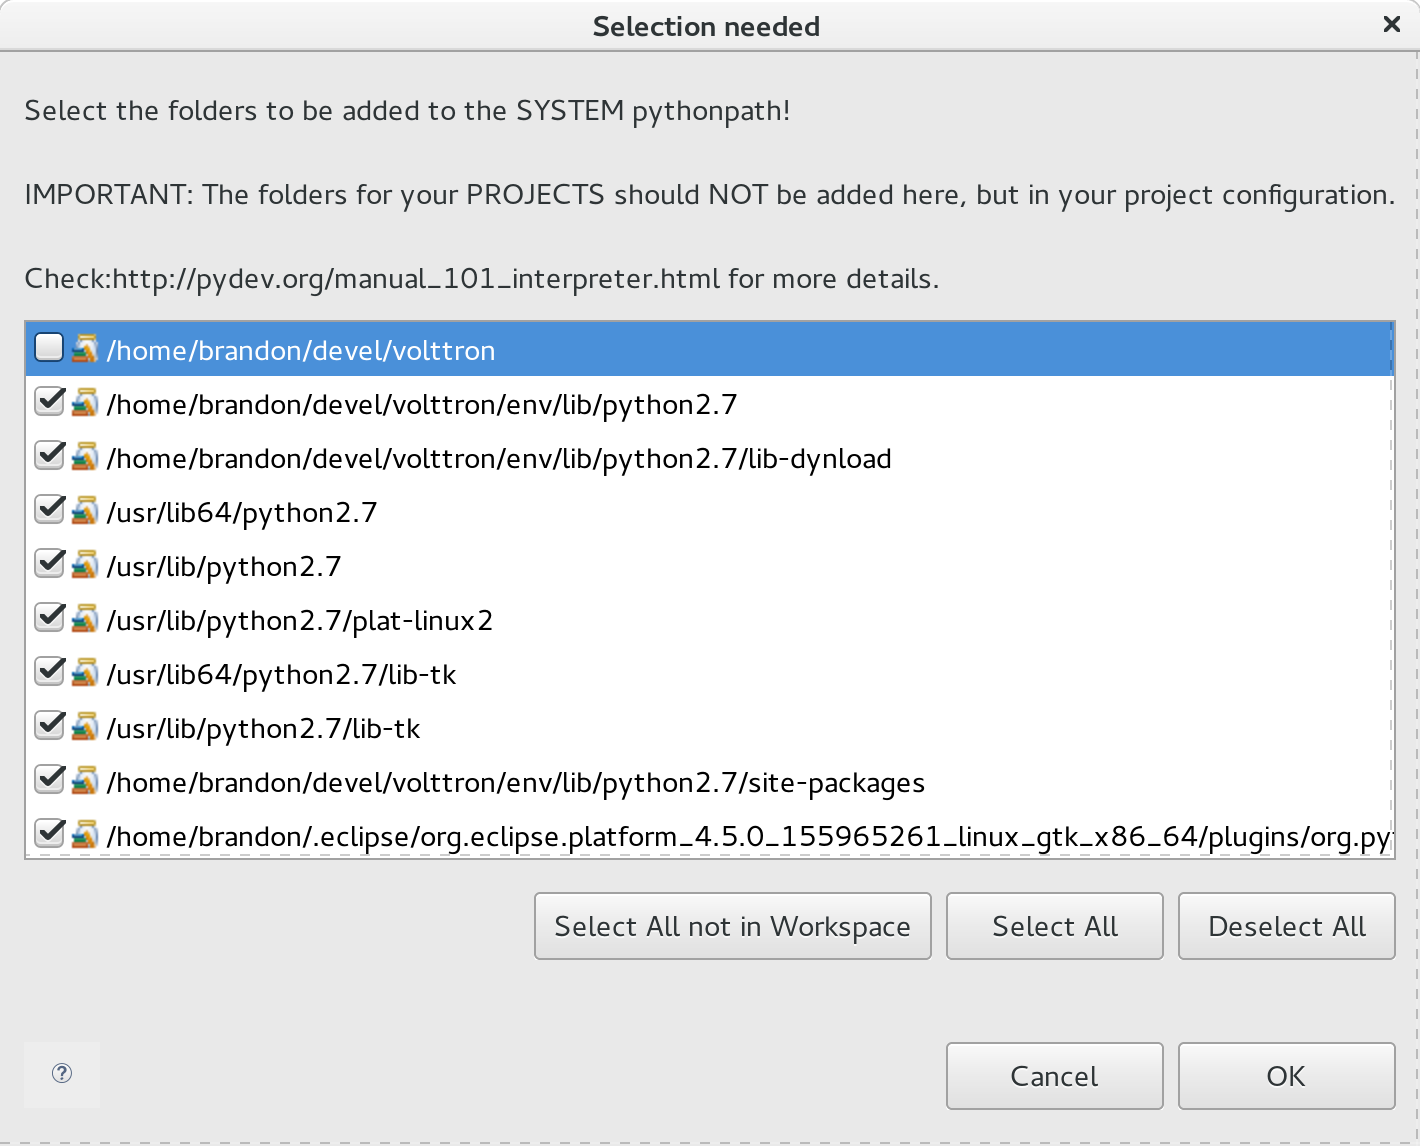 Selection needed
Select the folders to be added to the SYSTEM pythonpath!
IMPORTANT: The folders for your PROJECTS should NOT be added here, but in your project configuration.
Check:http://pydev.org/manual_101_interpreter.html for more details.
/home/brandon/devel/volttron
/home/brandon/devel/volttron/env/lib/python2.7
/home/brandon/devel/volttron/env/lib/python2.7/lib-dynload
/usr/lib64/python2.7
/usr/lib/python2.7
/usr/lib/python2.7/plat-linux2
/usr/lib64/python2.7/lib-tk
/usr/lib/python2.7/lib-tk
/home/brandon/devel/volttron/env/lib/python2.7/site-packages
/home/brandon/.eclipse/org.eclipse.platform_4.5.0_155965261_linux_gtk_x86_64/plugins/org.py
Select All not in Workspace Select All Deselect All
? Cancel OK